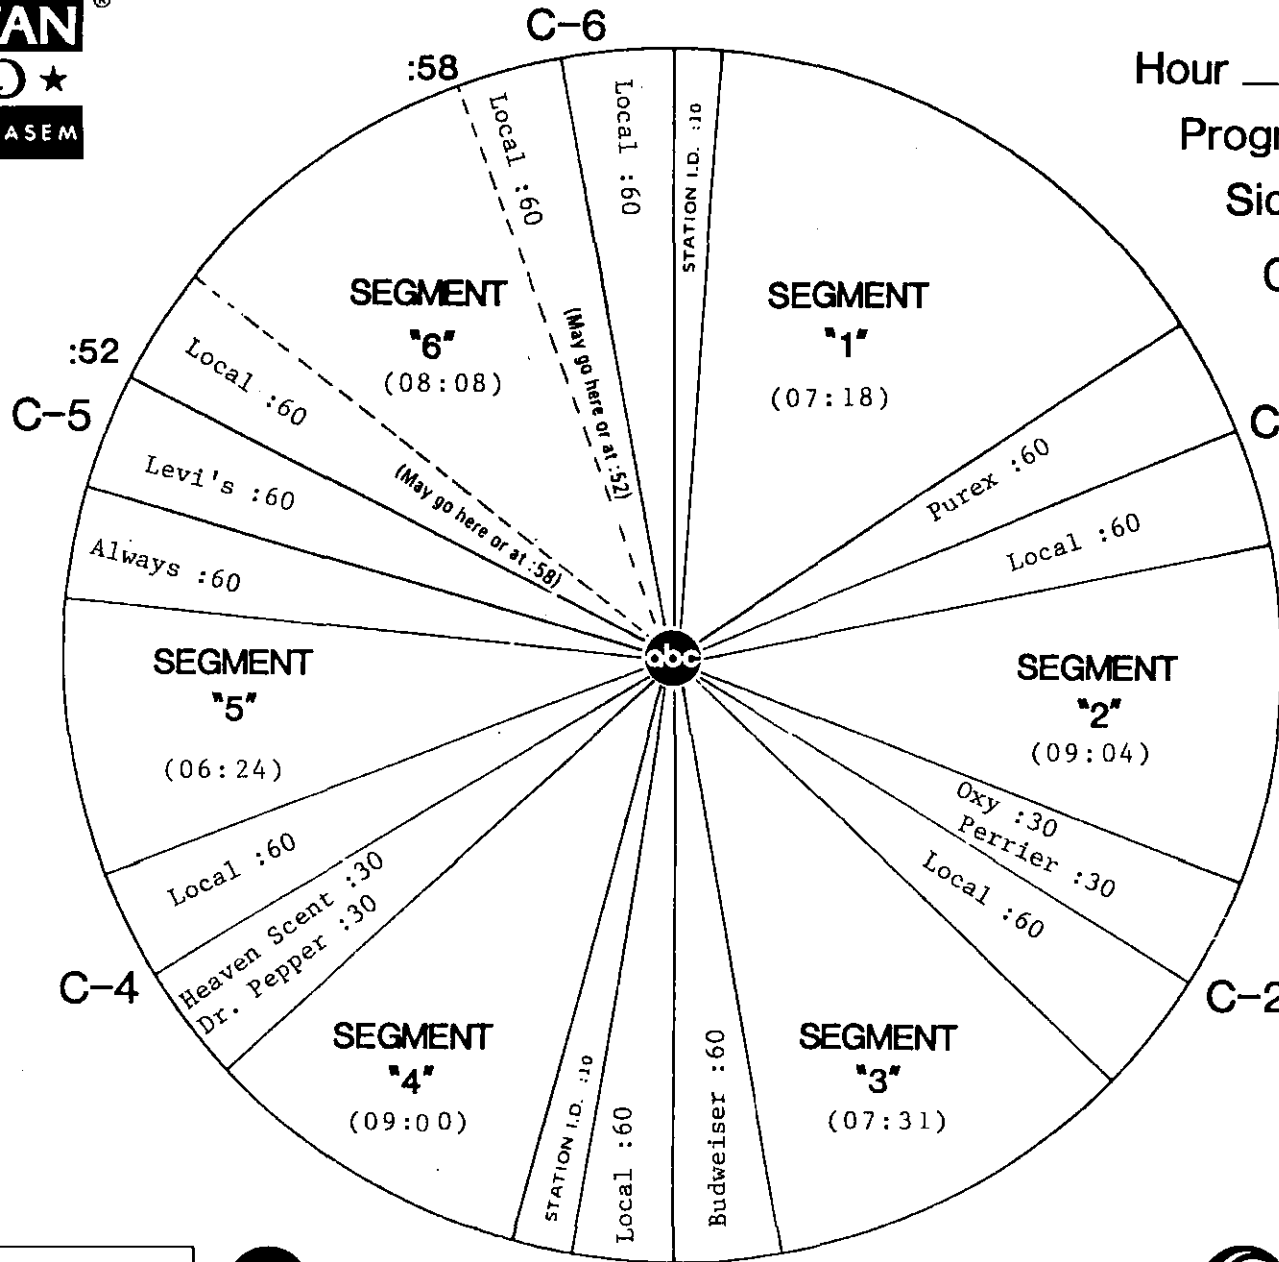 C-6
:58
Local :60
Local :60
STATION I.D. :10
Hour
ASEM
SEGMENT
"6"
(08:08)
(May go here or at :52)
SEGMENT
"1"
(07:18)
:52
C-5
Local :60
(May go here or at :58)
Levi's :60
Always :60
Purex :60
Local :60
abc
SEGMENT
"5"
(06:24)
SEGMENT
"2"
(09:04)
Oxy :30
Perrier :30
Local :60
Local :60
Heaven Scent :30
Dr. Pepper :30
C-4
C-2
SEGMENT
"4"
(09:00)
STATION I.D. :10
Local :60
Budweiser :60
SEGMENT
"3"
(07:31)